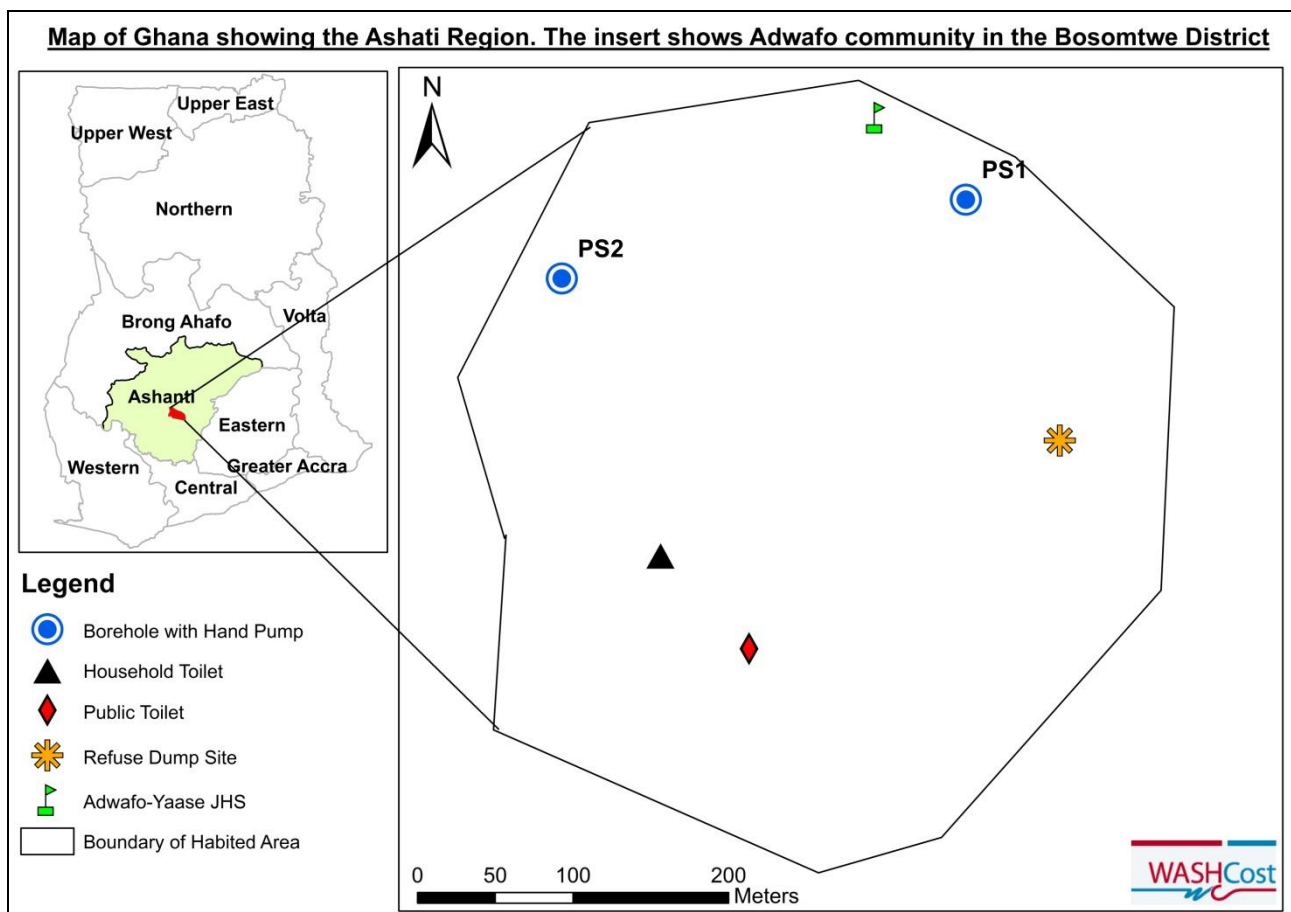 Map of Ghana showing the Ashati Region. The insert shows Adwafo community in the Bosomtwe District
Upper East
Upper West
Northern
Brong Ahafo
Volta
Ashanti
Eastern
Western
Greater Accra
Central
N
PS1
PS2
Legend
Borehole with Hand Pump
Household Toilet
Public Toilet
Refuse Dump Site
Adwafo-Yaase JHS
Boundary of Habited Area
0 50 100 200
Meters
WASHCost